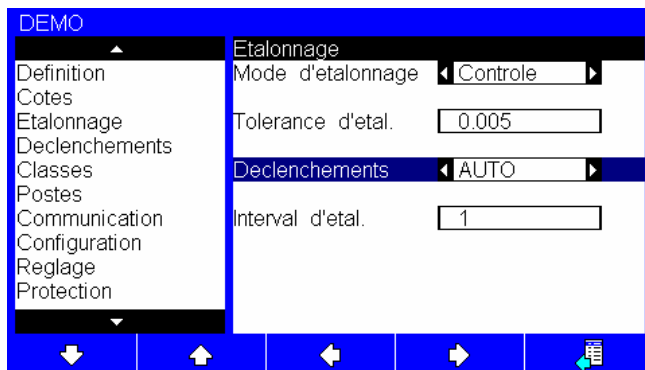 DEMO
Definition
Cotes
Etalonnage
Declenchements
Classes
Postes
Communication
Configuration
Reglage
Protection
Etalonnage
Mode d'etalonnage Controle
Tolerance d'etal. 0.005
Declenchements AUTO
Interval d'etal. 1